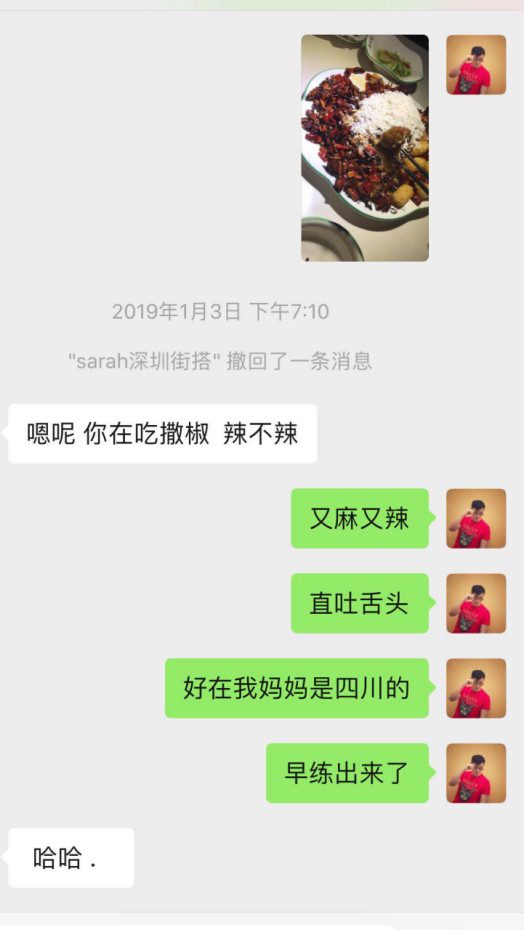 2019年1月3日 下午7:10
"sarah深圳街搭" 撤回了一条消息
嗯呢 你在吃撒椒 辣不辣
又麻又辣
直吐舌头
好在我妈妈是四川的
早练出来了
哈哈 .